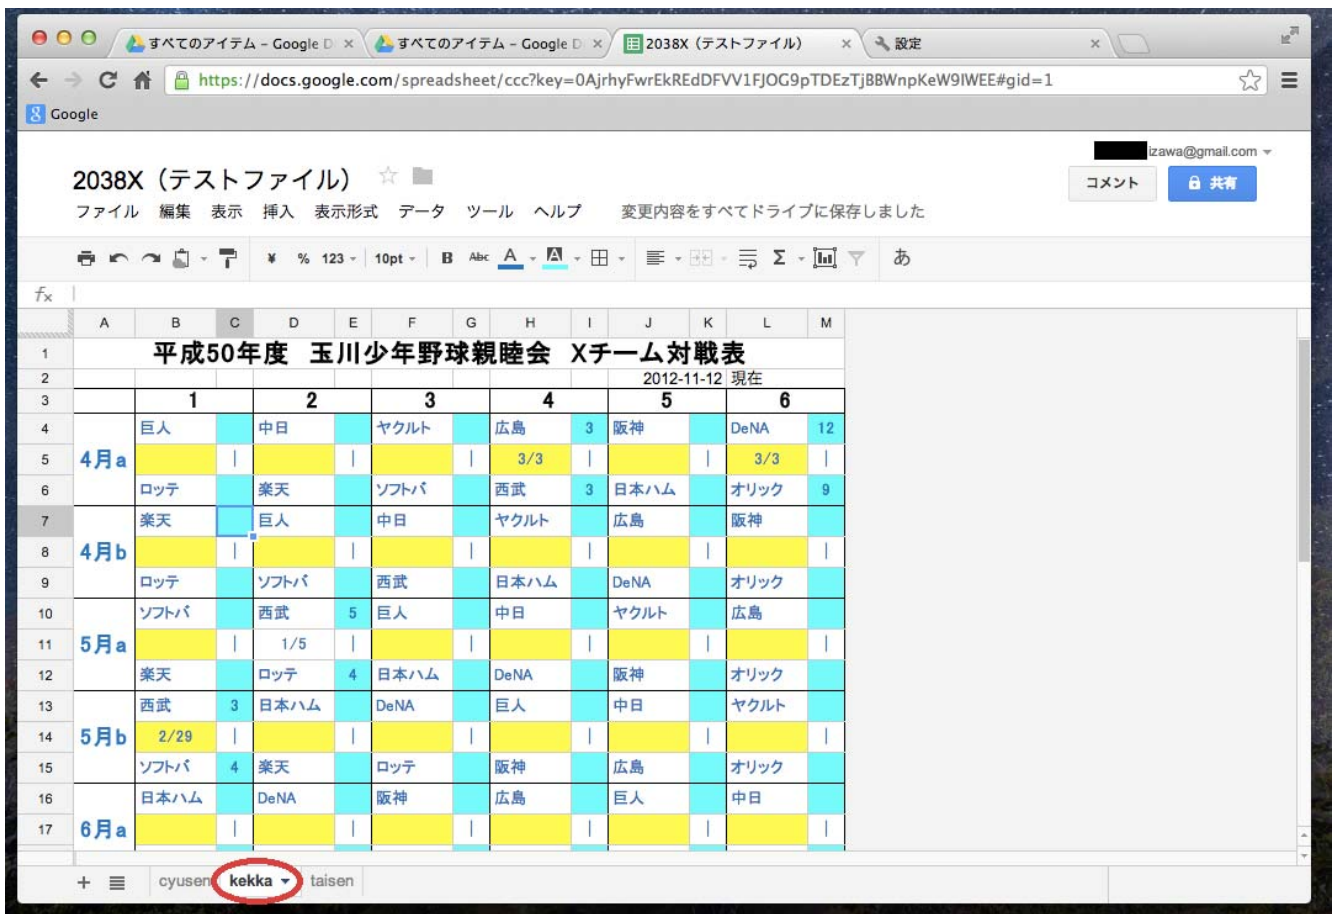 すべてのアイテム - Google D × すべてのアイテム - Google D × 2038X（テストファイル） × 設定 ×
https://docs.google.com/spreadsheet/ccc?key=0AjrhyFwrEkREdDFVV1FJOG9pTDEzTjBBWnpKeW9IWEE#gid=1
Google
izawa@gmail.com
2038X（テストファイル）
コメント 共有
ファイル 編集 表示 挿入 表示形式 データ ツール ヘルプ 変更内容をすべてドライブに保存しました
¥ % 123 10pt B Abc A A Σ あ
fx
A B C D E F G H I J K L M
1 平成50年度 玉川少年野球親睦会 Xチーム対戦表
2 2012-11-12 現在
3 1 2 3 4 5 6
4 巨人 中日 ヤクルト 広島 3 阪神 DeNA 12
5 4月a | | | 3/3 | | 3/3 |
6 ロッテ 楽天 ソフトバ 西武 3 日本ハム オリック 9
7 楽天 巨人 中日 ヤクルト 広島 阪神
8 4月b | | | | | |
9 ロッテ ソフトバ 西武 日本ハム DeNA オリック
10 ソフトバ 西武 5 巨人 中日 ヤクルト 広島
11 5月a | 1/5 | | | | |
12 楽天 ロッテ 4 日本ハム DeNA 阪神 オリック
13 西武 3 日本ハム DeNA 巨人 中日 ヤクルト
14 5月b 2/29 | | | | | |
15 ソフトバ 4 楽天 ロッテ 阪神 広島 オリック
16 日本ハム DeNA 阪神 広島 巨人 中日
17 6月a | | | | | |
+ cyusen kekka taisen